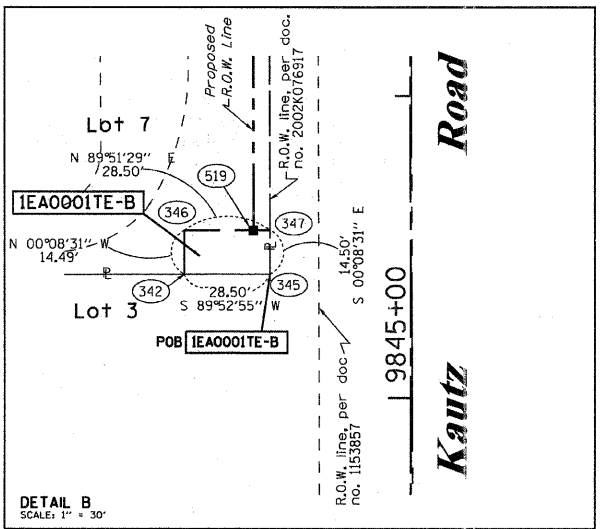 Proposed
R.O.W. Line
R.O.W. line, per doc.
no. 2002K076917
Road
Lot 7
N 89°51'29" E
28.50'
519
1EA0001TE-B
346
347
N 00°08'31" W
14.49'
14.50'
S 00°08'31" E
PL
PL
342
28.50'
345
S 89°52'55" W
Lot 3
POB 1EA0001TE-B
9845+00
R.O.W. line, per doc
no. 1153857
Kautz
DETAIL B
SCALE: 1" = 30'